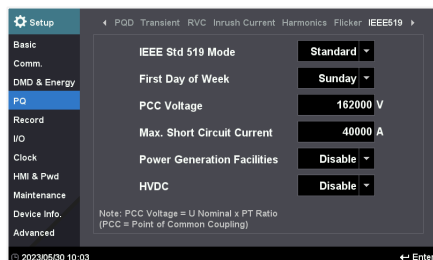 Setup
PQD Transient RVC Inrush Current Harmonics Flicker IEEE519
Basic
Comm.
DMD & Energy
PQ
Record
I/O
Clock
HMI & Pwd
Maintenance
Device Info.
Advanced
IEEE Std 519 Mode Standard
First Day of Week Sunday
PCC Voltage 162000 V
Max. Short Circuit Current 40000 A
Power Generation Facilities Disable
HVDC Disable
Note: PCC Voltage = U Nominal x PT Ratio
(PCC = Point of Common Coupling)
2023/05/30 10:03 Enter